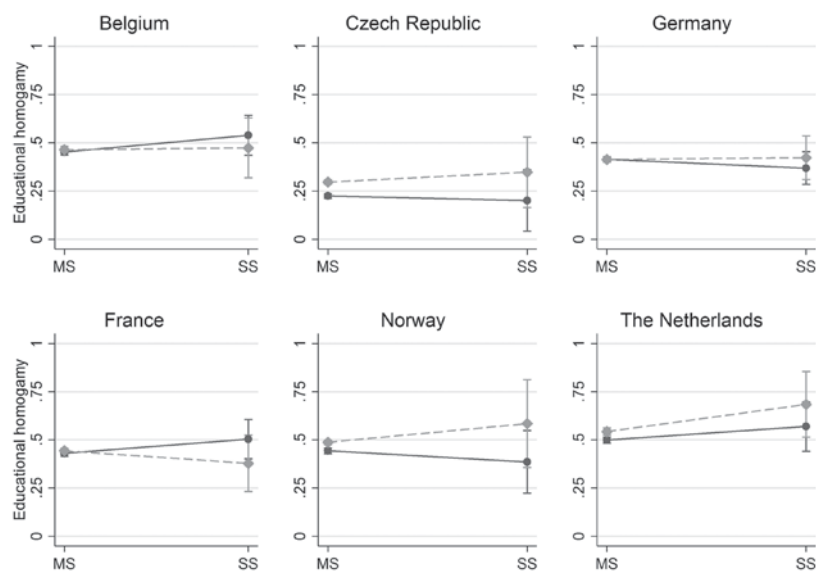 Belgium
Czech Republic
Germany
Educational homogamy
1
.75
.5
.25
0
MS
SS
1
.75
.5
.25
0
MS
SS
1
.75
.5
.25
0
MS
SS
France
Norway
The Netherlands
Educational homogamy
1
.75
.5
.25
0
MS
SS
1
.75
.5
.25
0
MS
SS
1
.75
.5
.25
0
MS
SS